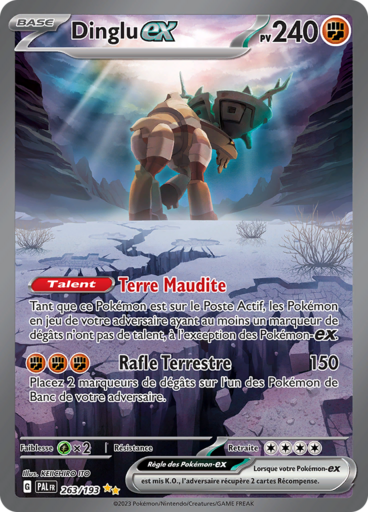 BASE Dinglu ex PV 240
Talent Terre Maudite
Tant que ce Pokémon est sur le Poste Actif, les Pokémon
en jeu de votre adversaire ayant au moins un marqueur de
dégâts n'ont pas de talent, à l'exception des Pokémon-ex.
Rafle Terrestre 150
Placez 2 marqueurs de dégâts sur l'un des Pokémon de
Banc de votre adversaire.
Faiblesse ×2 Résistance Retraite
Illus. KEIICHIRO ITO
G PAL FR 263/193
Règle des Pokémon-ex
Lorsque votre Pokémon-ex
est mis K.O., l'adversaire récupère 2 cartes Récompense.
©2023 Pokémon/Nintendo/Creatures/GAME FREAK